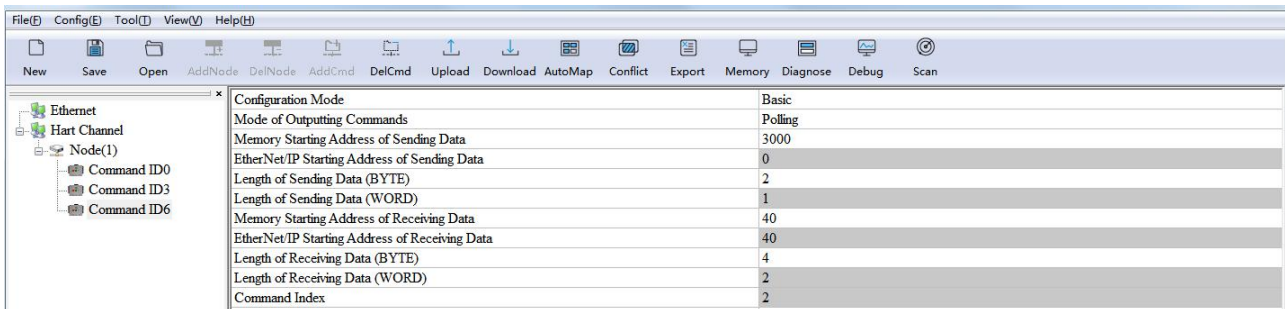 File(F) Config(E) Tool(T) View(V) Help(H)
New Save Open AddNode DelNode AddCmd DelCmd Upload Download AutoMap Conflict Export Memory Diagnose Debug Scan
Ethernet
Hart Channel
Node(1)
Command ID0
Command ID3
Command ID6
Configuration Mode Basic
Mode of Outputting Commands Polling
Memory Starting Address of Sending Data 3000
EtherNet/IP Starting Address of Sending Data 0
Length of Sending Data (BYTE) 2
Length of Sending Data (WORD) 1
Memory Starting Address of Receiving Data 40
EtherNet/IP Starting Address of Receiving Data 40
Length of Receiving Data (BYTE) 4
Length of Receiving Data (WORD) 2
Command Index 2